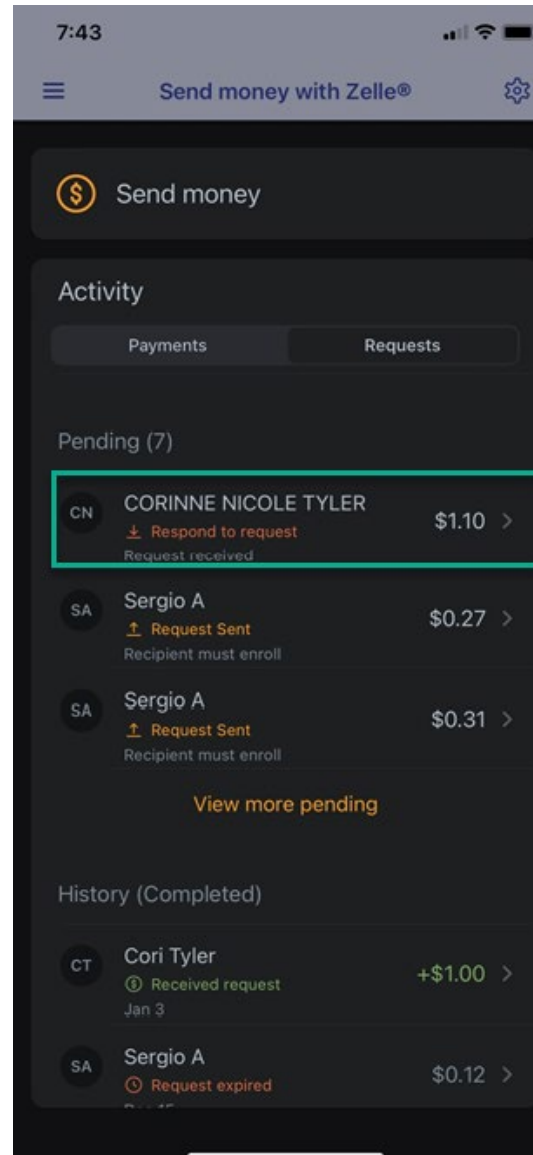 7:43
Send money with Zelle®
Send money
Activity
Payments Requests
Pending (7)
CN CORINNE NICOLE TYLER $1.10
Respond to request
Request received
SA Sergio A $0.27
Request Sent
Recipient must enroll
SA Sergio A $0.31
Request Sent
Recipient must enroll
View more pending
History (Completed)
CT Cori Tyler +$1.00
Received request
Jan 3
SA Sergio A $0.12
Request expired